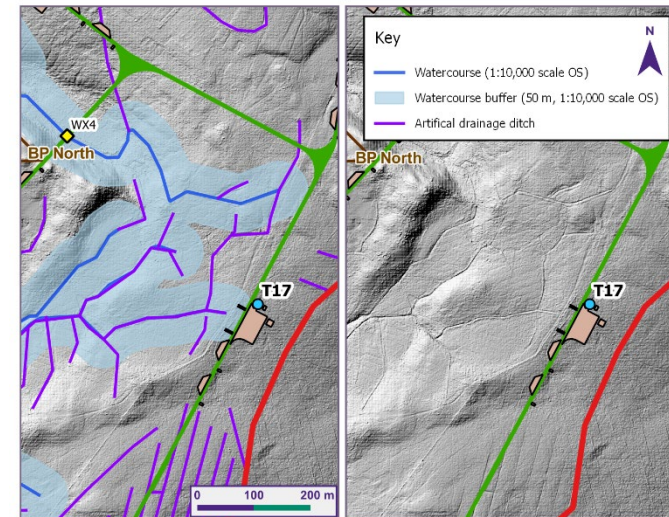 WX4
BP North
T17
0 100 200 m
Key
N
Watercourse (1:10,000 scale OS)
Watercourse buffer (50 m, 1:10,000 scale OS)
Artifical drainage ditch
BP North
T17